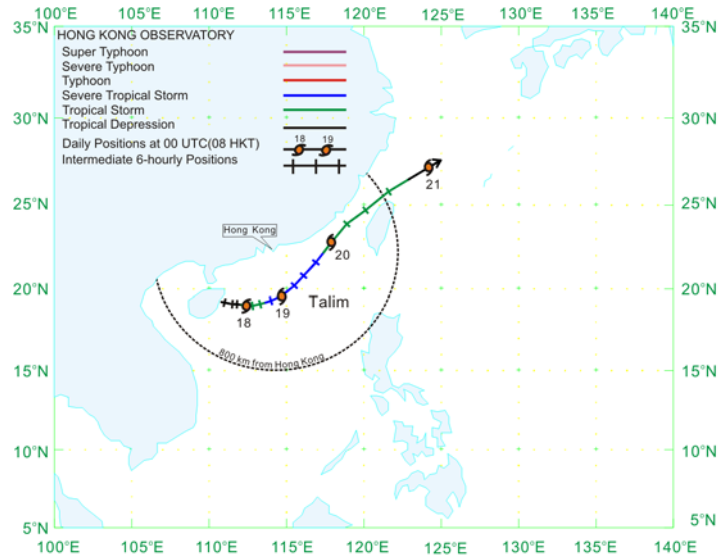 100°E 105°E 110°E 115°E 120°E 125°E 130°E 135°E 140°E
35°N 35°N
HONG KONG OBSERVATORY
Super Typhoon
Severe Typhoon
Typhoon
Severe Tropical Storm
Tropical Storm
Tropical Depression
Daily Positions at 00 UTC(08 HKT) 18 19
Intermediate 6-hourly Positions
30°N 30°N
25°N 25°N
21
Hong Kong
20
20°N 20°N
Talim
19
18
800 km from Hong Kong
15°N 15°N
10°N 10°N
5°N 5°N
100°E 105°E 110°E 115°E 120°E 125°E 130°E 135°E 140°E